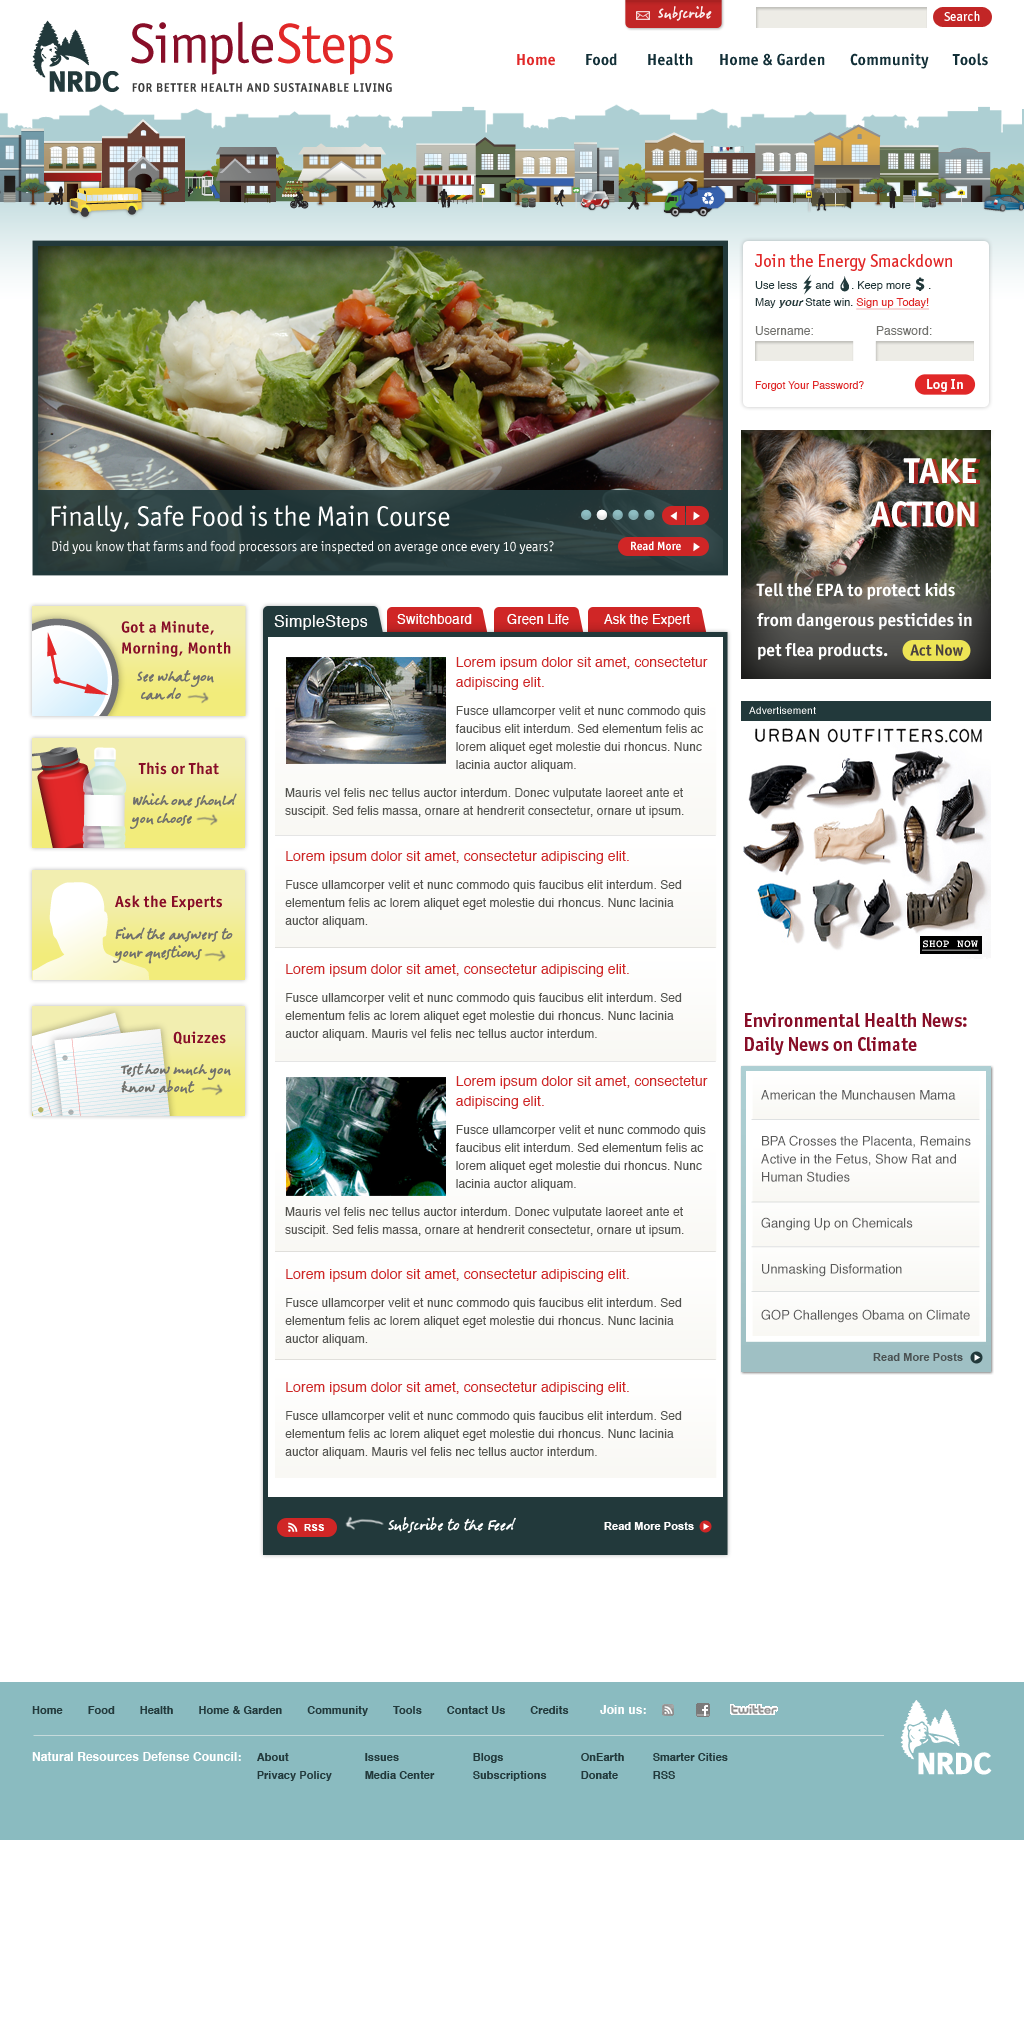 Subscribe
Search
NRDC
SimpleSteps
FOR BETTER HEALTH AND SUSTAINABLE LIVING
Home Food Health Home & Garden Community Tools
Finally, Safe Food is the Main Course
Did you know that farms and food processors are inspected on average once every 10 years?
Read More
Join the Energy Smackdown
Use less and . Keep more $ .
May your State win. Sign up Today!
Username: Password:
Forgot Your Password? Log In
TAKE
ACTION
Tell the EPA to protect kids
from dangerous pesticides in
pet flea products. Act Now
Got a Minute,
Morning, Month
See what you
can do
This or That
Which one should
you choose
Ask the Experts
Find the answers to
your questions
Quizzes
Test how much you
know about
SimpleSteps Switchboard Green Life Ask the Expert
Lorem ipsum dolor sit amet, consectetur
adipiscing elit.
Fusce ullamcorper velit et nunc commodo quis
faucibus elit interdum. Sed elementum felis ac
lorem aliquet eget molestie dui rhoncus. Nunc
lacinia auctor aliquam.
Mauris vel felis nec tellus auctor interdum. Donec vulputate laoreet ante et
suscipit. Sed felis massa, ornare at hendrerit consectetur, ornare ut ipsum.
Lorem ipsum dolor sit amet, consectetur adipiscing elit.
Fusce ullamcorper velit et nunc commodo quis faucibus elit interdum. Sed
elementum felis ac lorem aliquet eget molestie dui rhoncus. Nunc lacinia
auctor aliquam.
Lorem ipsum dolor sit amet, consectetur adipiscing elit.
Fusce ullamcorper velit et nunc commodo quis faucibus elit interdum. Sed
elementum felis ac lorem aliquet eget molestie dui rhoncus. Nunc lacinia
auctor aliquam. Mauris vel felis nec tellus auctor interdum.
Lorem ipsum dolor sit amet, consectetur
adipiscing elit.
Fusce ullamcorper velit et nunc commodo quis
faucibus elit interdum. Sed elementum felis ac
lorem aliquet eget molestie dui rhoncus. Nunc
lacinia auctor aliquam.
Mauris vel felis nec tellus auctor interdum. Donec vulputate laoreet ante et
suscipit. Sed felis massa, ornare at hendrerit consectetur, ornare ut ipsum.
Lorem ipsum dolor sit amet, consectetur adipiscing elit.
Fusce ullamcorper velit et nunc commodo quis faucibus elit interdum. Sed
elementum felis ac lorem aliquet eget molestie dui rhoncus. Nunc lacinia
auctor aliquam.
Lorem ipsum dolor sit amet, consectetur adipiscing elit.
Fusce ullamcorper velit et nunc commodo quis faucibus elit interdum. Sed
elementum felis ac lorem aliquet eget molestie dui rhoncus. Nunc lacinia
auctor aliquam. Mauris vel felis nec tellus auctor interdum.
RSS Subscribe to the Feed Read More Posts
Advertisement
URBAN OUTFITTERS.COM
SHOP NOW
Environmental Health News:
Daily News on Climate
American the Munchausen Mama
BPA Crosses the Placenta, Remains
Active in the Fetus, Show Rat and
Human Studies
Ganging Up on Chemicals
Unmasking Disformation
GOP Challenges Obama on Climate
Read More Posts
Home Food Health Home & Garden Community Tools Contact Us Credits Join us: f twitter
Natural Resources Defense Council: About Issues Blogs OnEarth Smarter Cities
Privacy Policy Media Center Subscriptions Donate RSS
NRDC